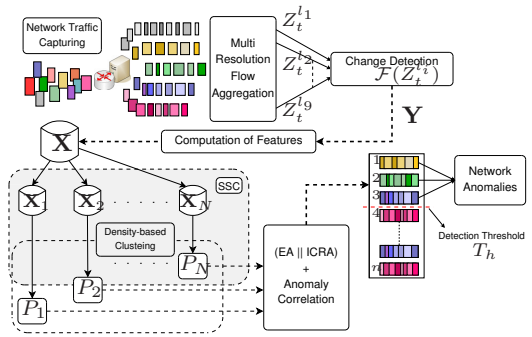 Network Traffic
Capturing
Multi
Resolution
Flow
Aggregation
Z_t^{l_1}
Z_t^{l_2}
Z_t^{l_9}
Change Detection
F(Z_t^{l_i})
Y
Computation of Features
X
X_1
X_2
X_N
SSC
Density-based
Clusteing
P_N
P_2
P_1
(EA || ICRA)
+
Anomaly
Correlation
1
2
3
4
n
Network
Anomalies
Detection Threshold
T_h